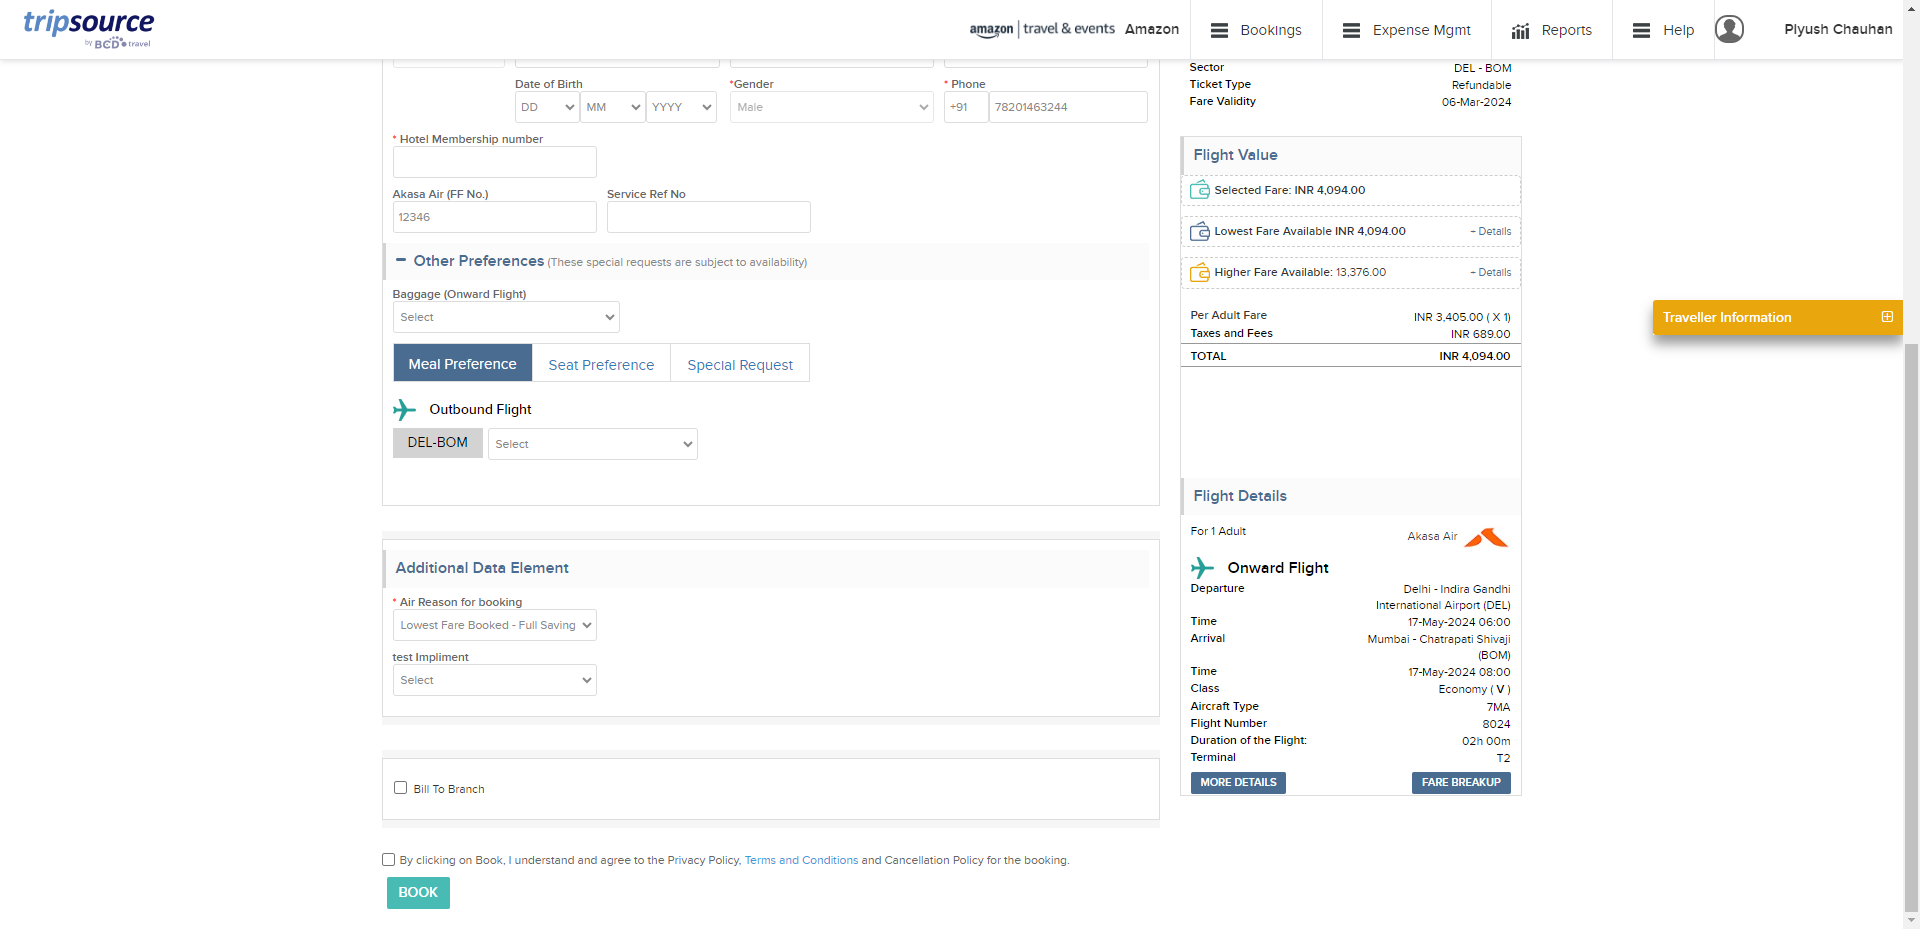 tripsource
by BCD travel
amazon | travel & events Amazon
Bookings
Expense Mgmt
Reports
Help
Piyush Chauhan
Date of Birth
*Gender
* Phone
DD
MM
YYYY
Male
+91
78201463244
* Hotel Membership number
Akasa Air (FF No.)
Service Ref No
12346
Other Preferences (These special requests are subject to availability)
Baggage (Onward Flight)
Select
Meal Preference
Seat Preference
Special Request
Outbound Flight
DEL-BOM
Select
Additional Data Element
* Air Reason for booking
Lowest Fare Booked - Full Saving
test Impliment
Select
Bill To Branch
By clicking on Book, I understand and agree to the Privacy Policy, Terms and Conditions and Cancellation Policy for the booking.
BOOK
Sector DEL - BOM
Ticket Type Refundable
Fare Validity 06-Mar-2024
Flight Value
Selected Fare: INR 4,094.00
Lowest Fare Available INR 4,094.00 + Details
Higher Fare Available: 13,376.00 + Details
Per Adult Fare INR 3,405.00 ( X 1)
Taxes and Fees INR 689.00
TOTAL INR 4,094.00
Flight Details
For 1 Adult
Akasa Air
Onward Flight
Departure Delhi - Indira Gandhi
International Airport (DEL)
Time 17-May-2024 06:00
Arrival Mumbai - Chatrapati Shivaji
(BOM)
Time 17-May-2024 08:00
Class Economy ( V )
Aircraft Type 7MA
Flight Number 8024
Duration of the Flight: 02h 00m
Terminal T2
MORE DETAILS
FARE BREAKUP
Traveller Information